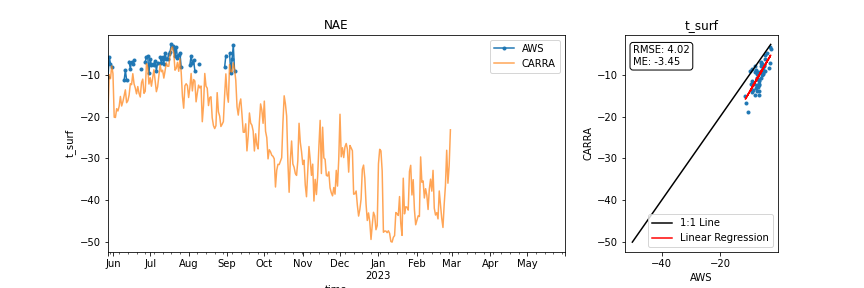 NAE
AWS
CARRA
t_surf
−10
−20
−30
−40
−50
Jun Jul Aug Sep Oct Nov Dec Jan Feb Mar Apr May
2023
time
t_surf
RMSE: 4.02
ME: -3.45
CARRA
−10
−20
−30
−40
−50
1:1 Line
Linear Regression
−40 −20
AWS